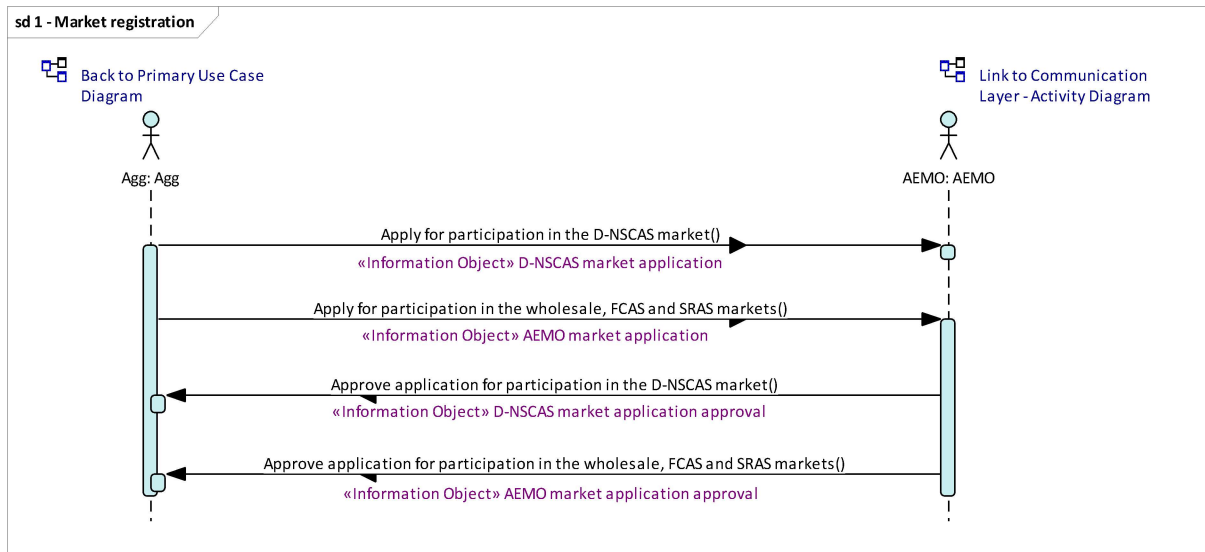 sd 1 - Market registration
Back to Primary Use Case
Diagram
Link to Communication
Layer - Activity Diagram
Agg: Agg
AEMO: AEMO
Apply for participation in the D-NSCAS market()
«Information Object» D-NSCAS market application
Apply for participation in the wholesale, FCAS and SRAS markets()
«Information Object» AEMO market application
Approve application for participation in the D-NSCAS market()
«Information Object» D-NSCAS market application approval
Approve application for participation in the wholesale, FCAS and SRAS markets()
«Information Object» AEMO market application approval